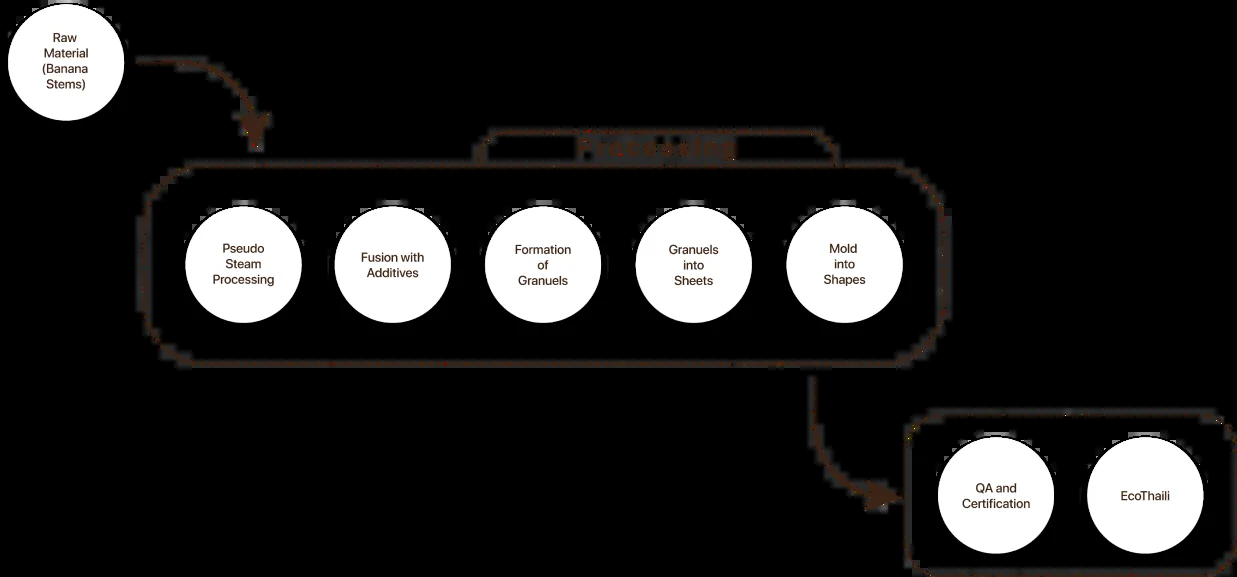 Raw
Material
(Banana
Stems)
Processing
Pseudo
Steam
Processing
Fusion with
Additives
Formation
of
Granuels
Granuels
into
Sheets
Mold
into
Shapes
QA and
Certification
EcoThaili